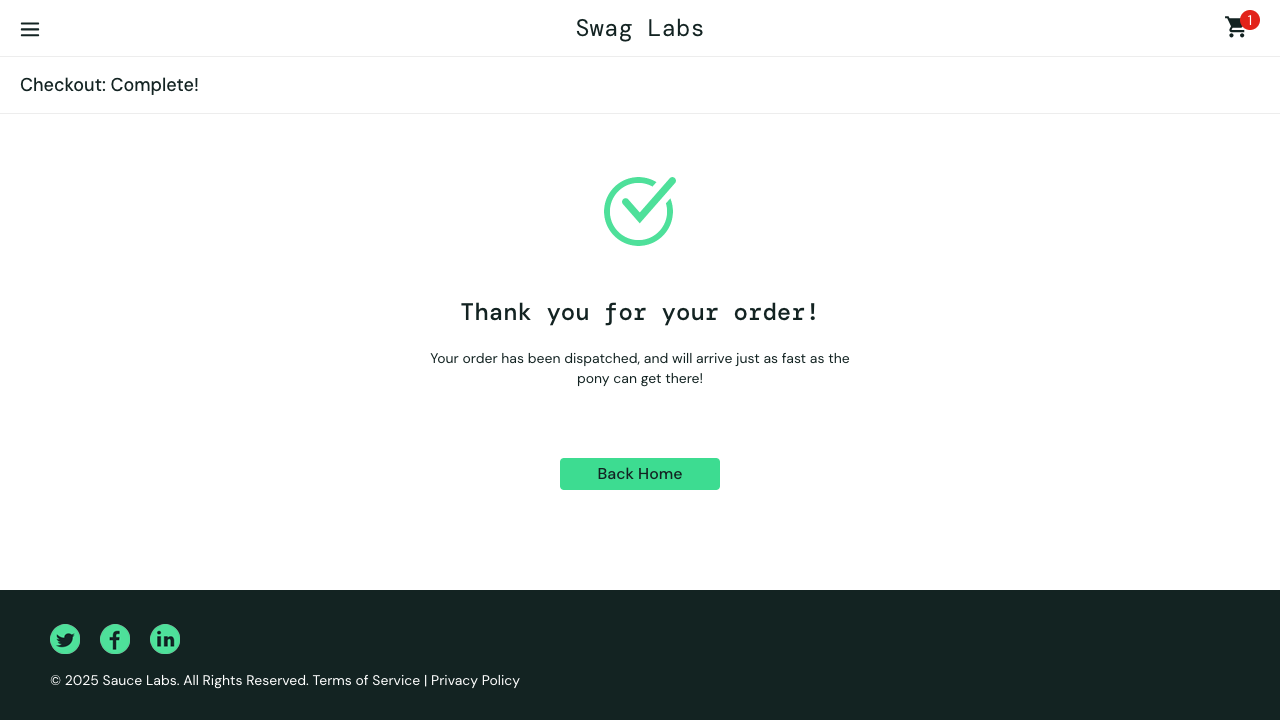 Swag Labs
1
Checkout: Complete!
Thank you for your order!
Your order has been dispatched, and will arrive just as fast as the
pony can get there!
Back Home
© 2025 Sauce Labs. All Rights Reserved. Terms of Service | Privacy Policy